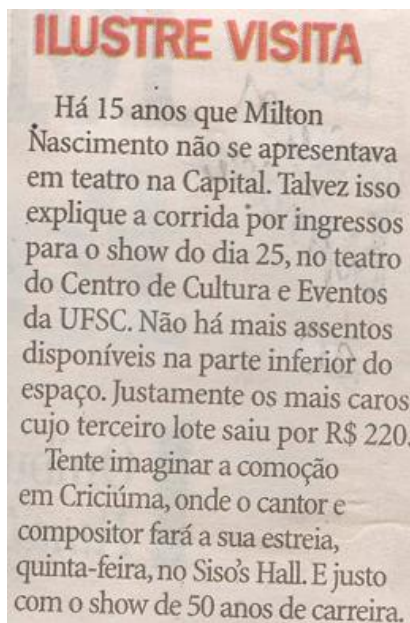 ILUSTRE VISITA
Há 15 anos que Milton
Nascimento não se apresentava
em teatro na Capital. Talvez isso
explique a corrida por ingressos
para o show do dia 25, no teatro
do Centro de Cultura e Eventos
da UFSC. Não há mais assentos
disponíveis na parte inferior do
espaço. Justamente os mais caros
cujo terceiro lote saiu por R$ 220.
Tente imaginar a comoção
em Criciúma, onde o cantor e
compositor fará a sua estreia,
quinta-feira, no Siso's Hall. E justo
com o show de 50 anos de carreira.